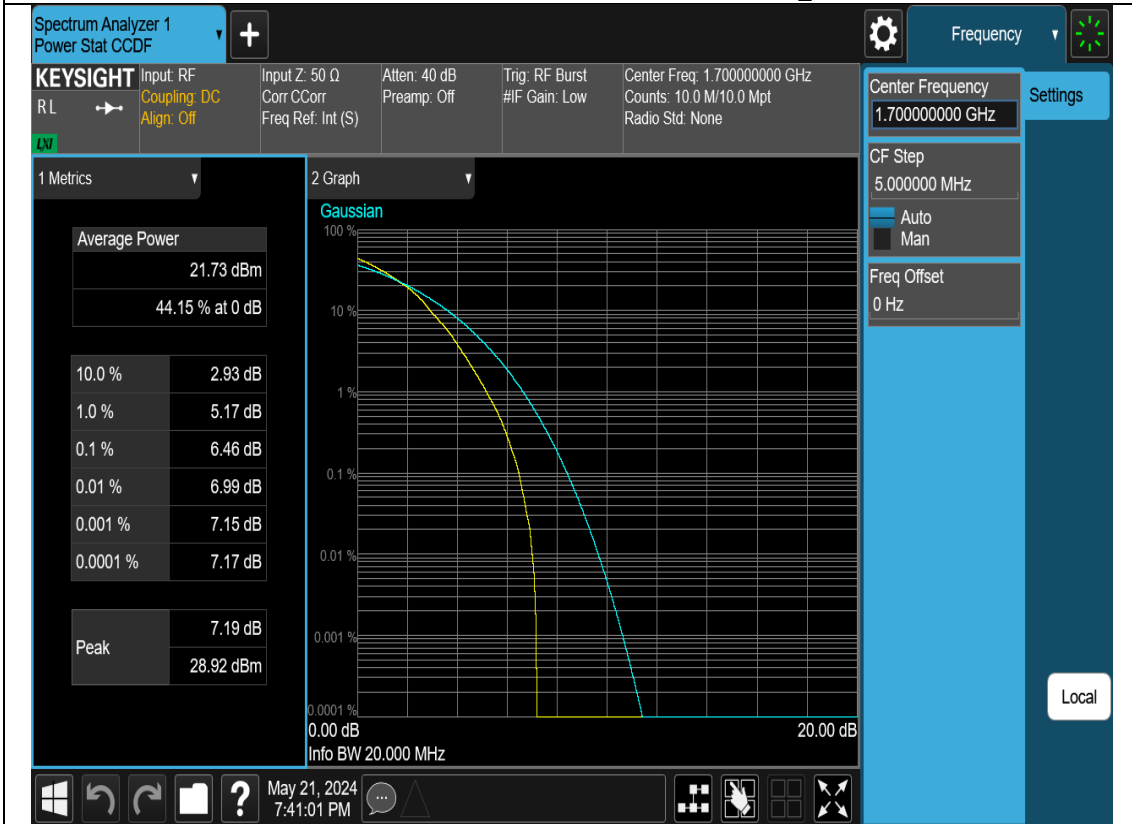 Spectrum Analyzer 1
Power Stat CCDF
+
Frequency
KEYSIGHT
RL
LXI
Input: RF
Coupling: DC
Align: Off
Input Z: 50 Ω
Corr CCorr
Freq Ref: Int (S)
Atten: 40 dB
Preamp: Off
Trig: RF Burst
#IF Gain: Low
Center Freq: 1.700000000 GHz
Counts: 10.0 M/10.0 Mpt
Radio Std: None
Center Frequency
1.700000000 GHz
Settings
CF Step
5.000000 MHz
Auto
Man
Freq Offset
0 Hz
Local
1 Metrics
Average Power
21.73 dBm
44.15 % at 0 dB
10.0 % 2.93 dB
1.0 % 5.17 dB
0.1 % 6.46 dB
0.01 % 6.99 dB
0.001 % 7.15 dB
0.0001 % 7.17 dB
Peak
7.19 dB
28.92 dBm
2 Graph
Gaussian
100 %
10 %
1 %
0.1 %
0.01 %
0.001 %
0.0001 %
0.00 dB 20.00 dB
Info BW 20.000 MHz
?
May 21, 2024
7:41:01 PM